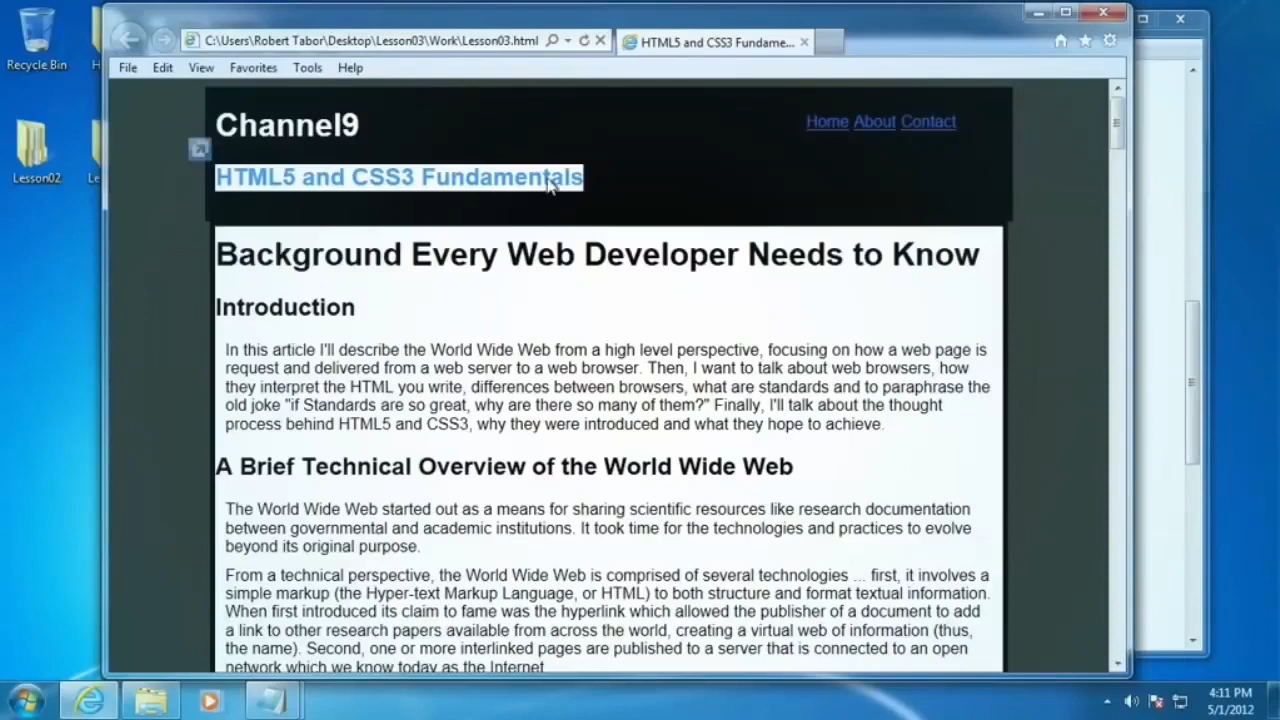 Recycle Bin
Lesson02
C:\Users\Robert Tabor\Desktop\Lesson03\Work\Lesson03.html
HTML5 and CSS3 Fundame...
File Edit View Favorites Tools Help
Channel9
Home About Contact
HTML5 and CSS3 Fundamentals
Background Every Web Developer Needs to Know
Introduction
In this article I'll describe the World Wide Web from a high level perspective, focusing on how a web page is
request and delivered from a web server to a web browser. Then, I want to talk about web browsers, how
they interpret the HTML you write, differences between browsers, what are standards and to paraphrase the
old joke "if Standards are so great, why are there so many of them?" Finally, I'll talk about the thought
process behind HTML5 and CSS3, why they were introduced and what they hope to achieve.
A Brief Technical Overview of the World Wide Web
The World Wide Web started out as a means for sharing scientific resources like research documentation
between governmental and academic institutions. It took time for the technologies and practices to evolve
beyond its original purpose.
From a technical perspective, the World Wide Web is comprised of several technologies ... first, it involves a
simple markup (the Hyper-text Markup Language, or HTML) to both structure and format textual information.
When first introduced its claim to fame was the hyperlink which allowed the publisher of a document to add
a link to other research papers available from across the world, creating a virtual web of information (thus,
the name). Second, one or more interlinked pages are published to a server that is connected to an open
network which we know today as the Internet
4:11 PM
5/1/2012